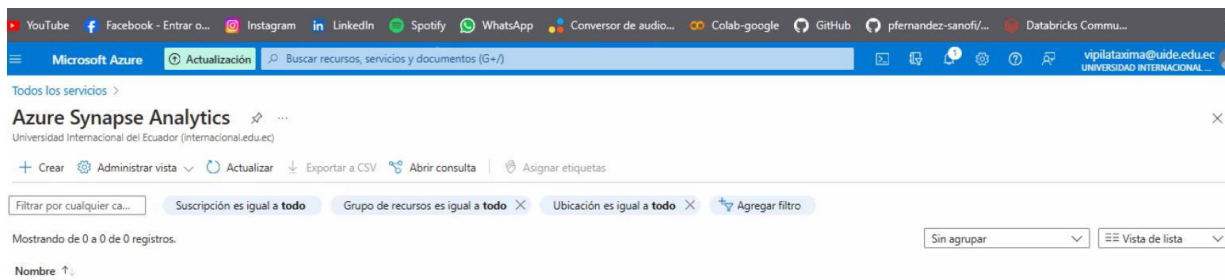 YouTube Facebook - Entrar o... Instagram LinkedIn Spotify WhatsApp Conversor de audio... Colab-google GitHub pfernandez-sanofi/... Databricks Commu...
Microsoft Azure Actualización Buscar recursos, servicios y documentos (G+/) 1 vipilataxima@uide.edu.ec
UNIVERSIDAD INTERNACIONAL ...
Todos los servicios >
Azure Synapse Analytics ...
Universidad Internacional del Ecuador (internacional.edu.ec)
+ Crear Administrar vista Actualizar Exportar a CSV Abrir consulta Asignar etiquetas
Filtrar por cualquier ca... Suscripción es igual a todo Grupo de recursos es igual a todo Ubicación es igual a todo Agregar filtro
Mostrando de 0 a 0 de 0 registros. Sin agrupar Vista de lista
Nombre ↑↓